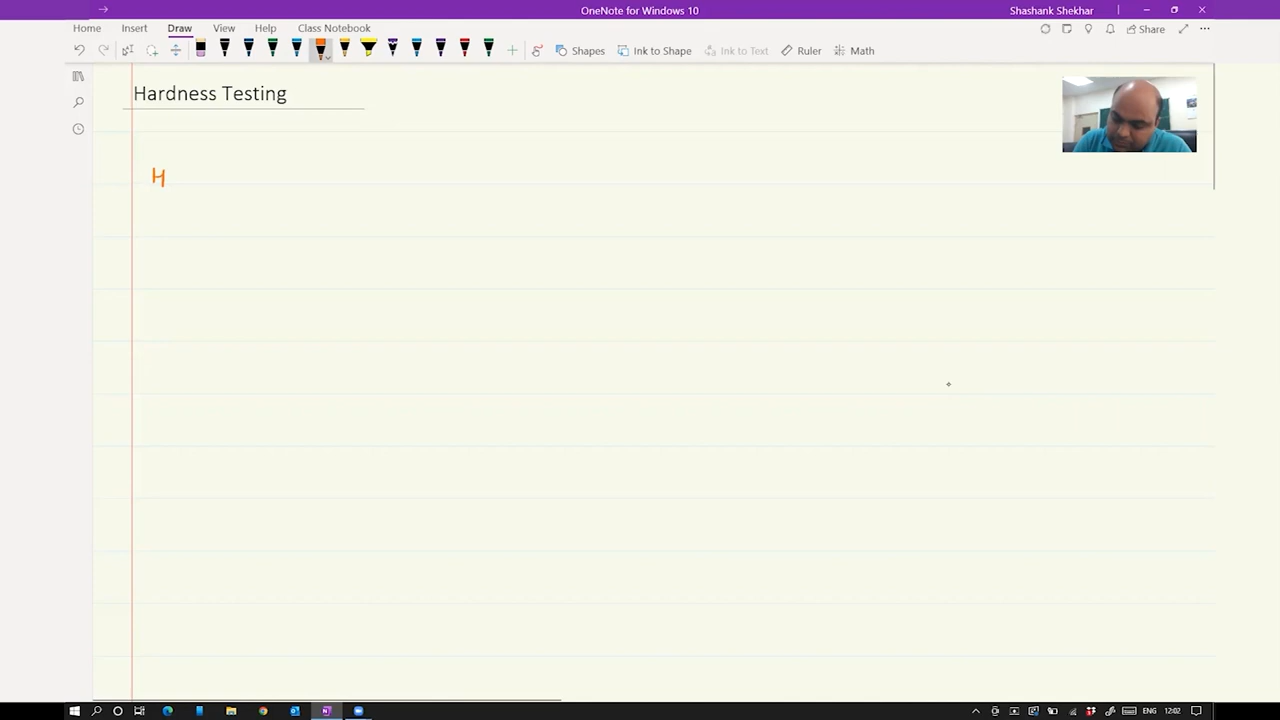 OneNote for Windows 10
Shashank Shekhar
Home Insert Draw View Help Class Notebook
Share
Shapes Ink to Shape Ink to Text Ruler Math
Hardness Testing
H
ENG 12:02